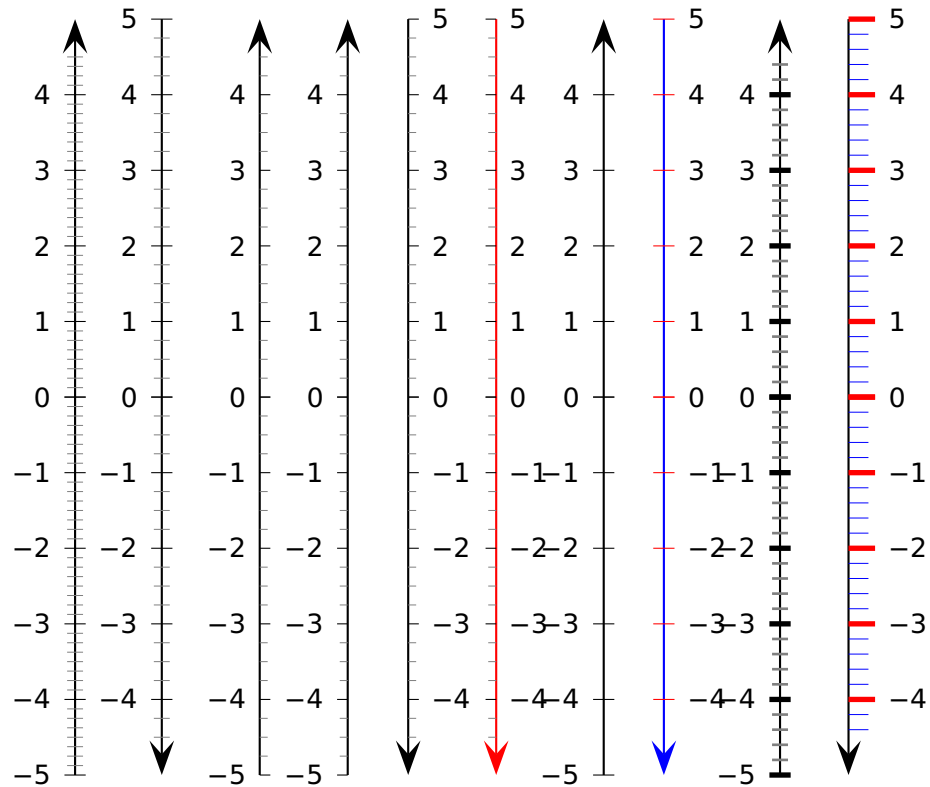 5 5 5 5 5
4 4 4 4 4 4 4 4 4 4
3 3 3 3 3 3 3 3 3 3
2 2 2 2 2 2 2 2 2 2
1 1 1 1 1 1 1 1 1 1
0 0 0 0 0 0 0 0 0 0
−1 −1 −1 −1 −1 −1 −1 −1 −1 −1
−2 −2 −2 −2 −2 −2 −2 −2 −2 −2
−3 −3 −3 −3 −3 −3 −3 −3 −3 −3
−4 −4 −4 −4 −4 −4 −4 −4 −4 −4
−5 −5 −5 −5 −5